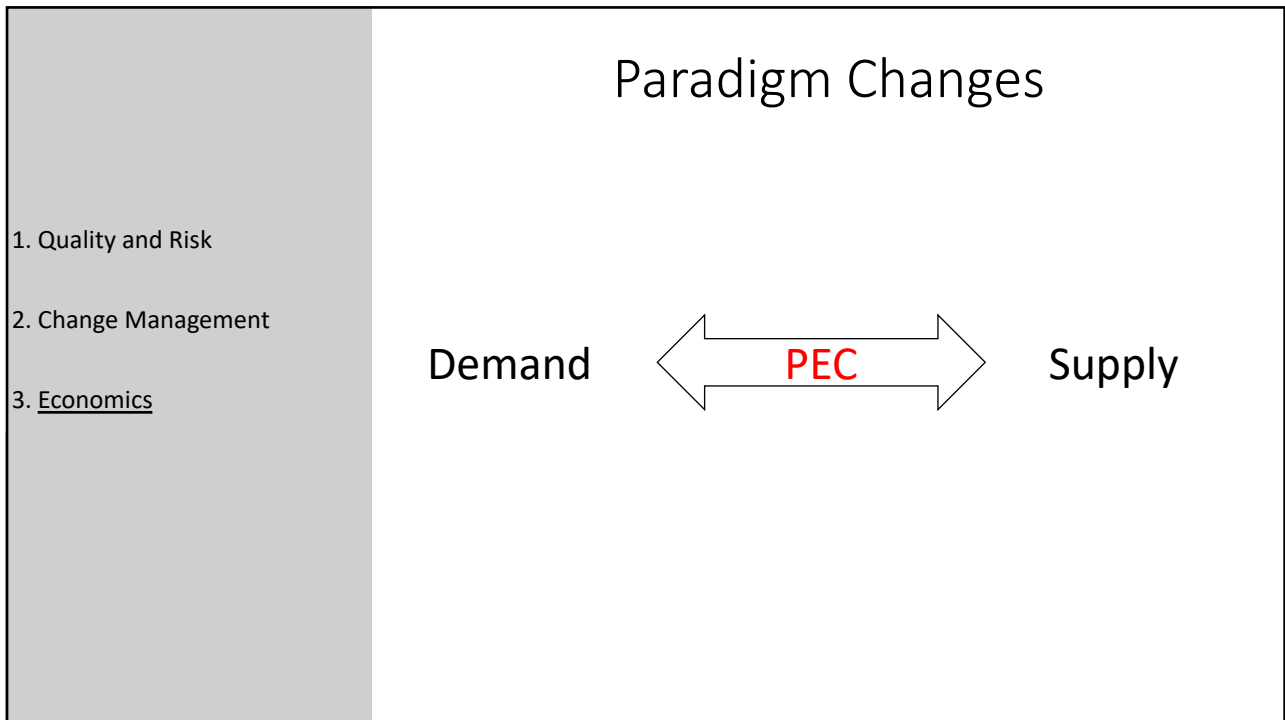 Paradigm Changes
1. Quality and Risk
2. Change Management
3. Economics
Demand
PEC
Supply